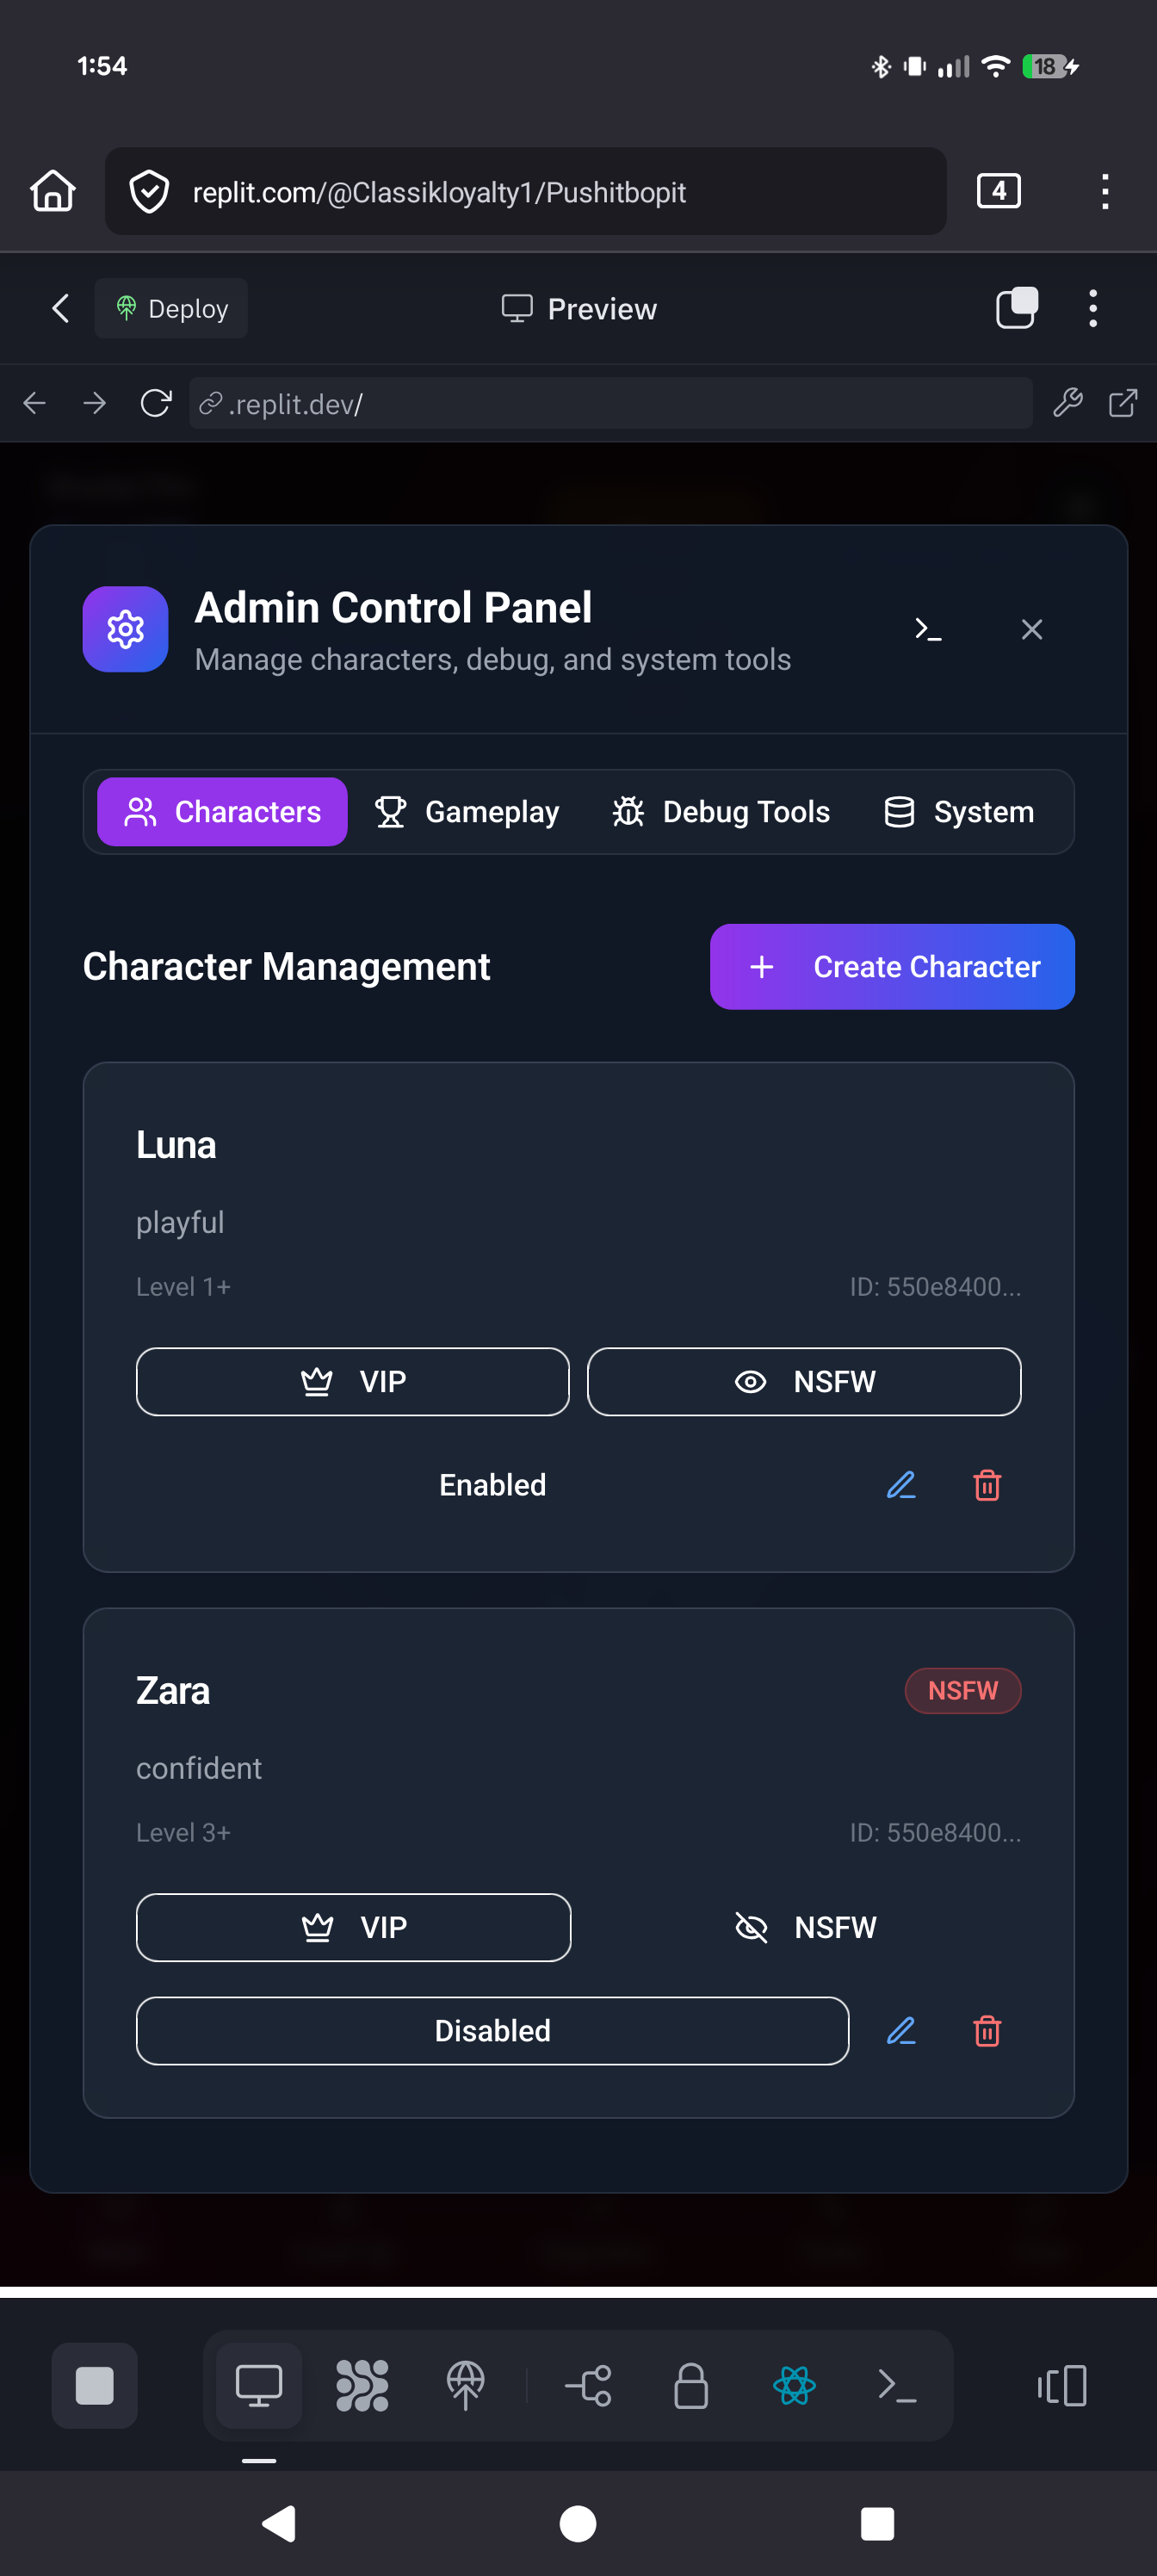 1:54
18
replit.com/@Classikloyalty1/Pushitbopit
4
Deploy
Preview
.replit.dev/
Admin Control Panel
Manage characters, debug, and system tools
Characters
Gameplay
Debug Tools
System
Character Management
Create Character
Luna
playful
Level 1+
ID: 550e8400...
VIP
NSFW
Enabled
Zara
NSFW
confident
Level 3+
ID: 550e8400...
VIP
NSFW
Disabled